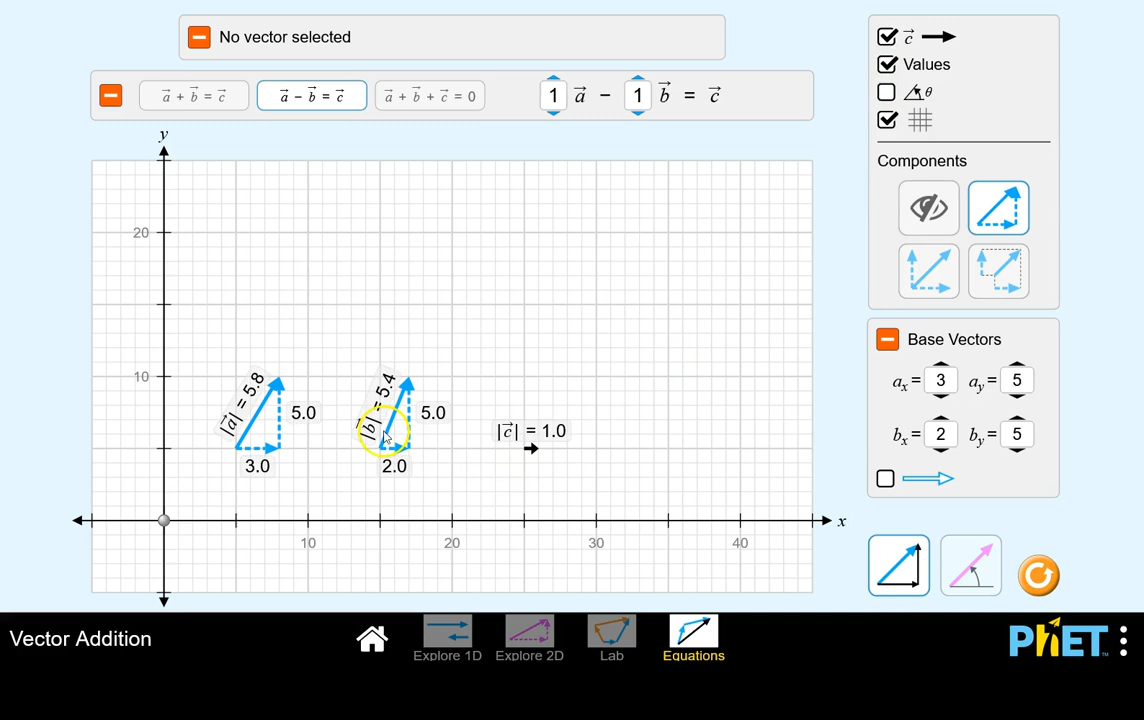 No vector selected
a⃗ + b⃗ = c⃗
a⃗ − b⃗ = c⃗
a⃗ + b⃗ + c⃗ = 0
1 a⃗ − 1 b⃗ = c⃗
c⃗
Values
θ
Components
y
20
10
|a⃗| = 5.8
5.0
3.0
|b⃗| = 5.4
5.0
2.0
|c⃗| = 1.0
x
10
20
30
40
Base Vectors
aₓ = 3
aᵧ = 5
bₓ = 2
bᵧ = 5
Vector Addition
Explore 1D
Explore 2D
Lab
Equations
PhET